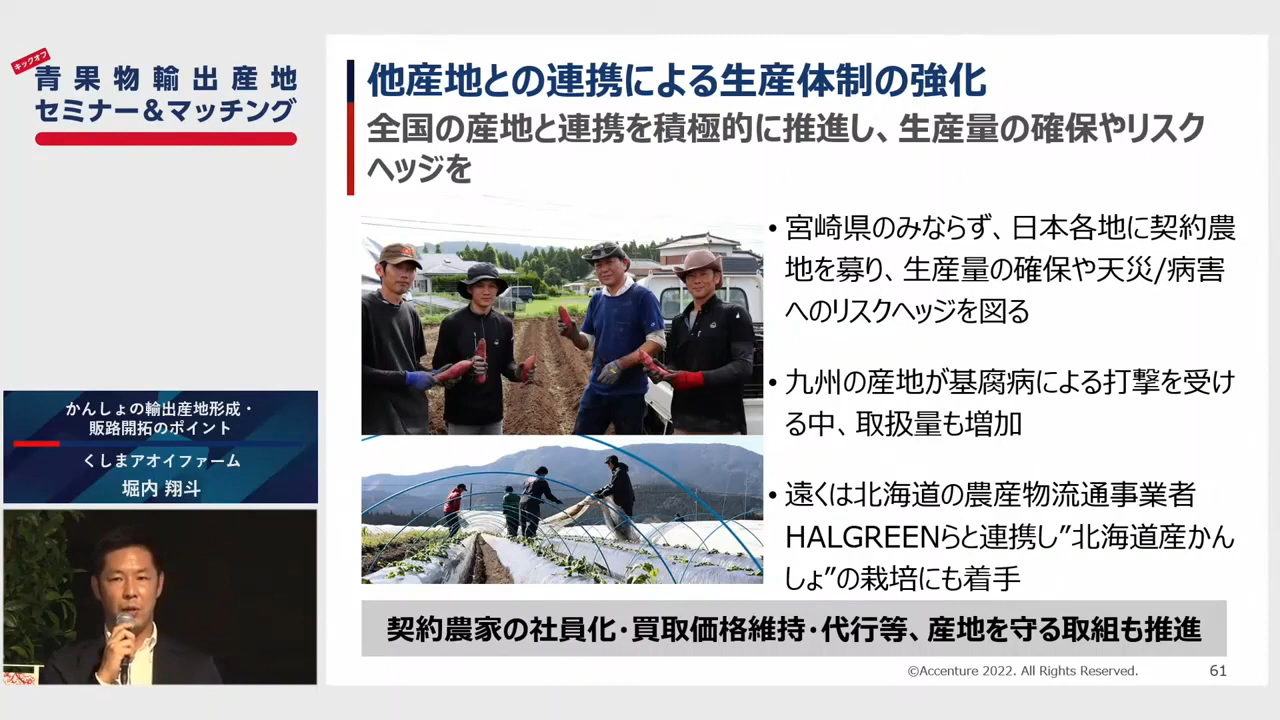 キックオフ
青果物輸出産地
セミナー&マッチング
かんしょの輸出産地形成・
販路開拓のポイント
くしまアオイファーム
堀内 翔斗
他産地との連携による生産体制の強化
全国の産地と連携を積極的に推進し、生産量の確保やリスク
ヘッジを
• 宮崎県のみならず、日本各地に契約農
地を募り、生産量の確保や天災/病害
へのリスクヘッジを図る
• 九州の産地が基腐病による打撃を受け
る中、取扱量も増加
• 遠くは北海道の農産物流通事業者
HALGREENらと連携し”北海道産かん
しょ”の栽培にも着手
契約農家の社員化・買取価格維持・代行等、産地を守る取組も推進
©Accenture 2022. All Rights Reserved.
61